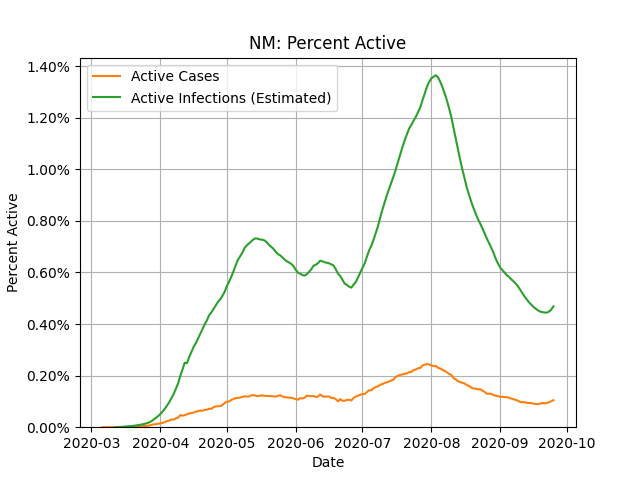 NM: Percent Active
Active Cases
Active Infections (Estimated)
Percent Active
1.40%
1.20%
1.00%
0.80%
0.60%
0.40%
0.20%
0.00%
2020-03 2020-04 2020-05 2020-06 2020-07 2020-08 2020-09 2020-10
Date